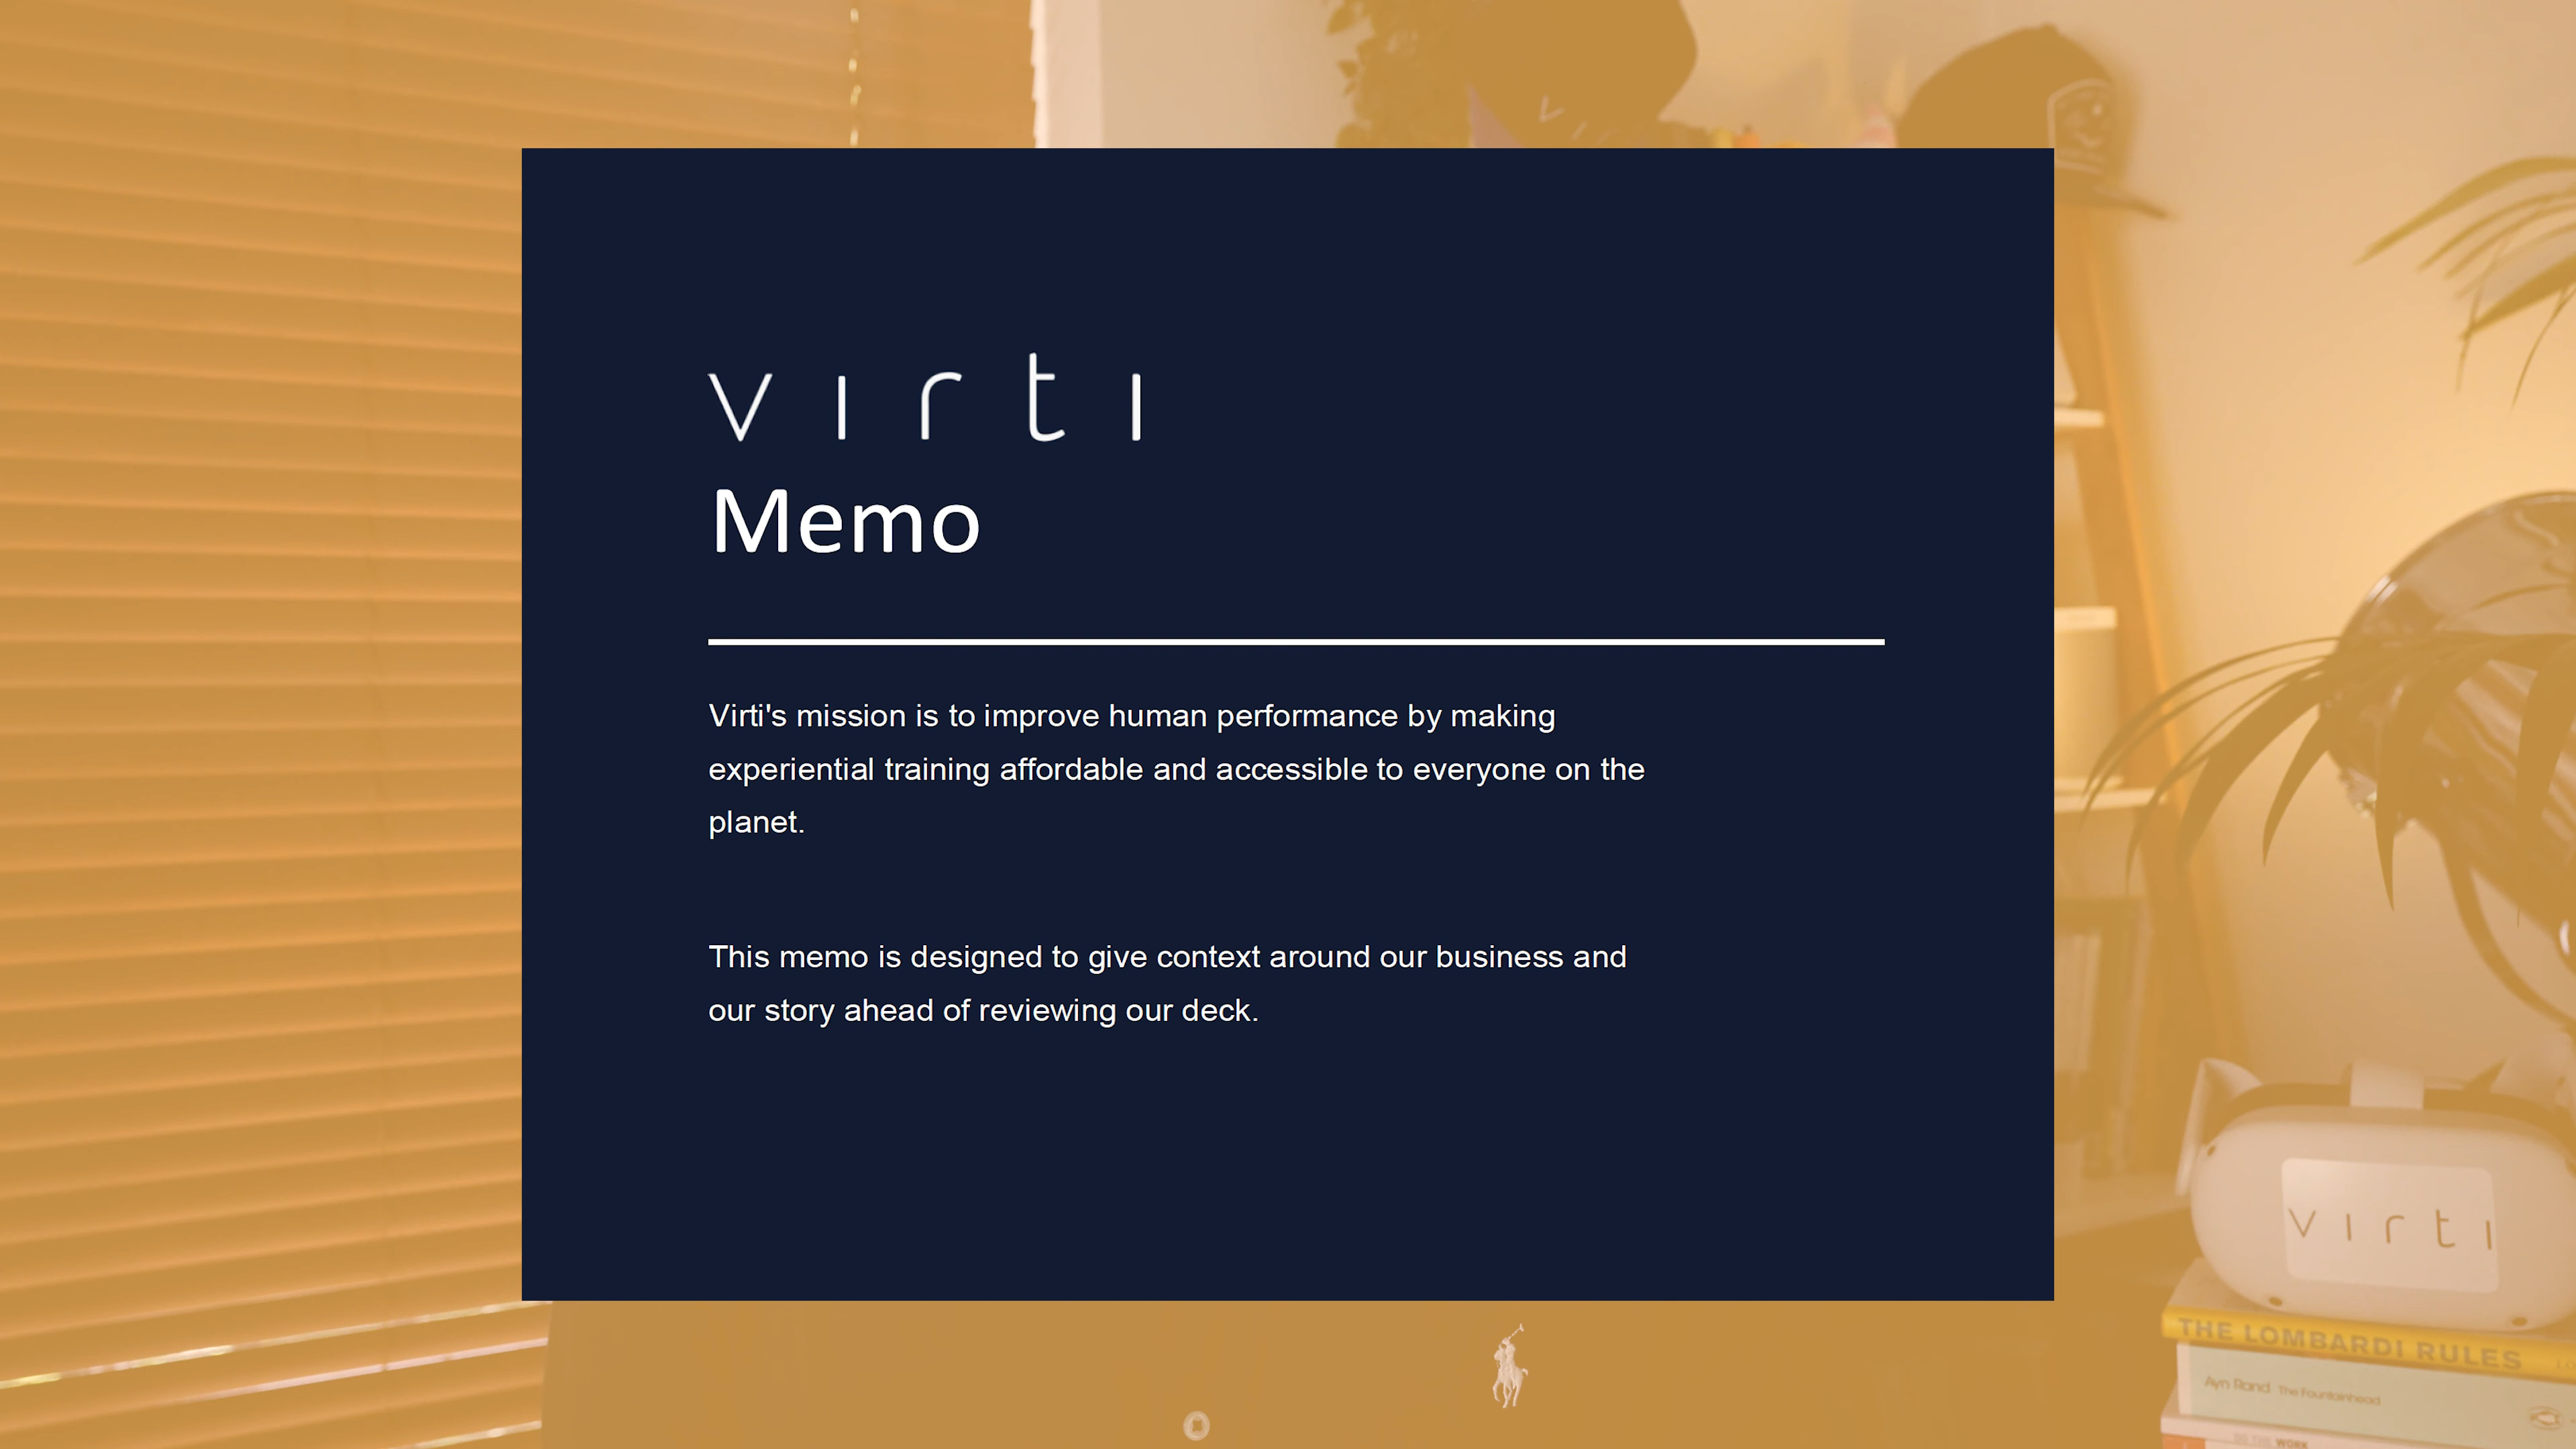 virti
Memo
Virti's mission is to improve human performance by making
experiential training affordable and accessible to everyone on the
planet.
This memo is designed to give context around our business and
our story ahead of reviewing our deck.
virti
THE LOMBARDI RULES
Ayn Rand The Fountainhead
WORK